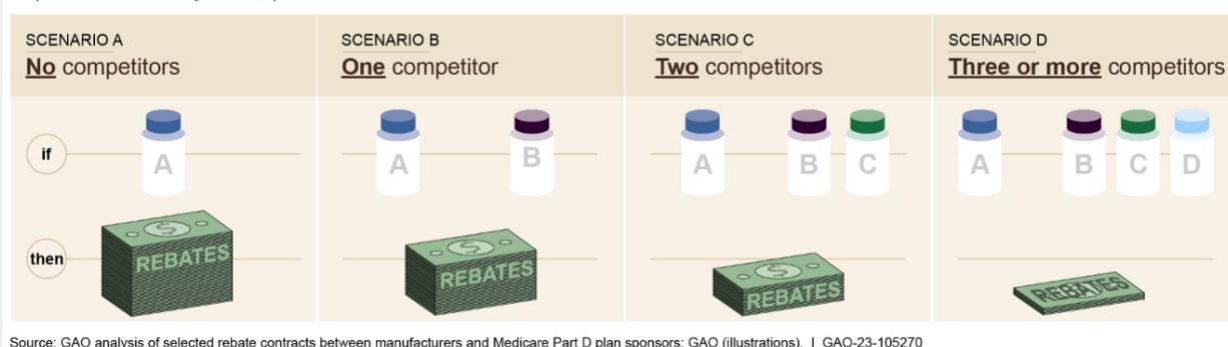 SCENARIO A
No competitors
SCENARIO B
One competitor
SCENARIO C
Two competitors
SCENARIO D
Three or more competitors
if
A
A
B
A
B
C
A
B
C
D
then
$
REBATES
$
REBATES
$
REBATES
REBATES
Source: GAO analysis of selected rebate contracts between manufacturers and Medicare Part D plan sponsors; GAO (illustrations). | GAO-23-105270